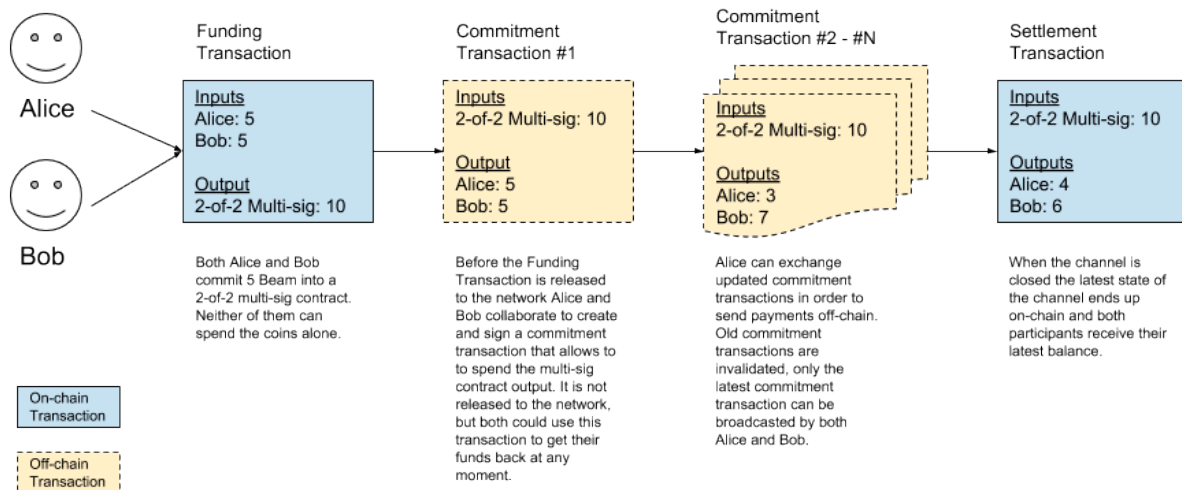 Alice
Bob
Funding
Transaction
Inputs
Alice: 5
Bob: 5
Output
2-of-2 Multi-sig: 10
Both Alice and Bob
commit 5 Beam into a
2-of-2 multi-sig contract.
Neither of them can
spend the coins alone.
Commitment
Transaction #1
Inputs
2-of-2 Multi-sig: 10
Output
Alice: 5
Bob: 5
Before the Funding
Transaction is released
to the network Alice and
Bob collaborate to create
and sign a commitment
transaction that allows to
to spend the multi-sig
contract output. It is not
released to the network,
but both could use this
transaction to get their
funds back at any
moment.
Commitment
Transaction #2 - #N
Inputs
2-of-2 Multi-sig: 10
Outputs
Alice: 3
Bob: 7
Alice can exchange
updated commitment
transactions in order to
send payments off-chain.
Old commitment
transactions are
invalidated, only the
latest commitment
transaction can be
broadcasted by both
Alice and Bob.
Settlement
Transaction
Inputs
2-of-2 Multi-sig: 10
Outputs
Alice: 4
Bob: 6
When the channel is
closed the latest state of
the channel ends up
on-chain and both
participants receive their
latest balance.
On-chain
Transaction
Off-chain
Transaction